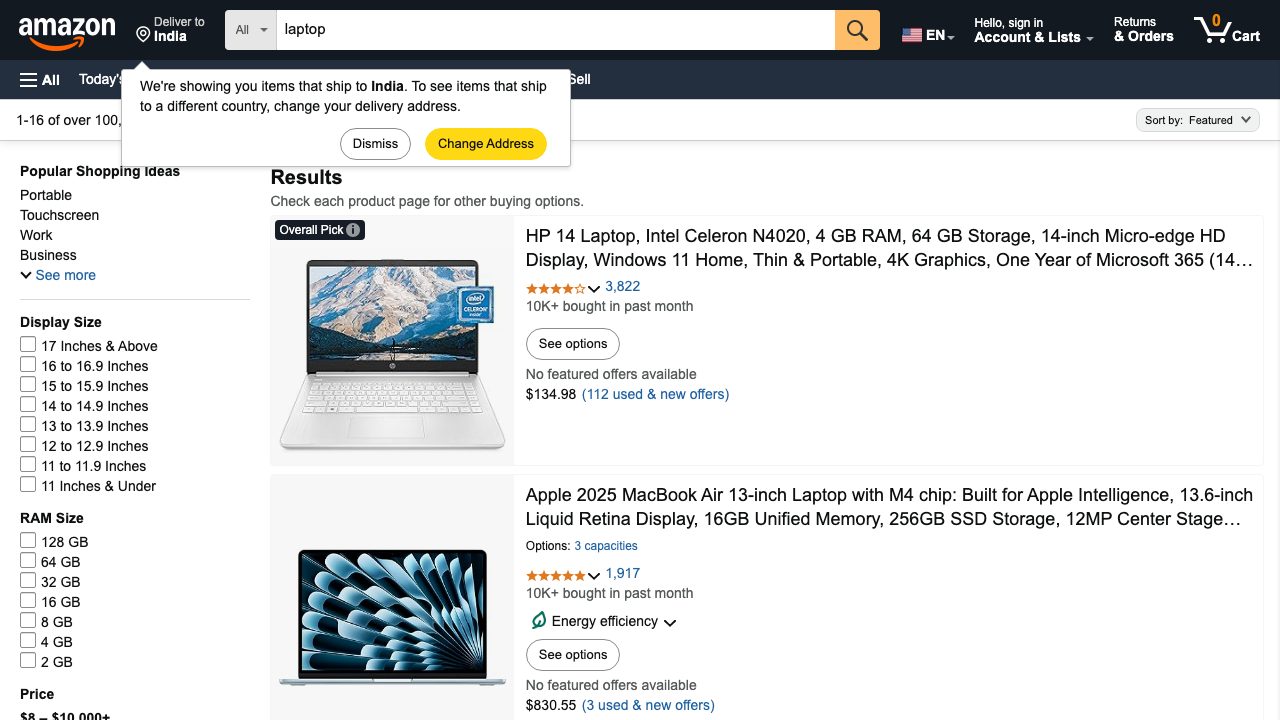 amazon
Deliver to
India
All
laptop
EN
Hello, sign in
Account & Lists
Returns
& Orders
0
Cart
All
Today's
Sell
We're showing you items that ship to India. To see items that ship
to a different country, change your delivery address.
Dismiss
Change Address
1-16 of over 100,
Sort by: Featured
Popular Shopping Ideas
Portable
Touchscreen
Work
Business
See more
Display Size
17 Inches & Above
16 to 16.9 Inches
15 to 15.9 Inches
14 to 14.9 Inches
13 to 13.9 Inches
12 to 12.9 Inches
11 to 11.9 Inches
11 Inches & Under
RAM Size
128 GB
64 GB
32 GB
16 GB
8 GB
4 GB
2 GB
Price
$8 – $10,000+
Results
Check each product page for other buying options.
Overall Pick
intel
CELERON
inside
hp
HP 14 Laptop, Intel Celeron N4020, 4 GB RAM, 64 GB Storage, 14-inch Micro-edge HD
Display, Windows 11 Home, Thin & Portable, 4K Graphics, One Year of Microsoft 365 (14…
3,822
10K+ bought in past month
See options
No featured offers available
$134.98 (112 used & new offers)
Apple 2025 MacBook Air 13-inch Laptop with M4 chip: Built for Apple Intelligence, 13.6-inch
Liquid Retina Display, 16GB Unified Memory, 256GB SSD Storage, 12MP Center Stage…
Options: 3 capacities
1,917
10K+ bought in past month
Energy efficiency
See options
No featured offers available
$830.55 (3 used & new offers)